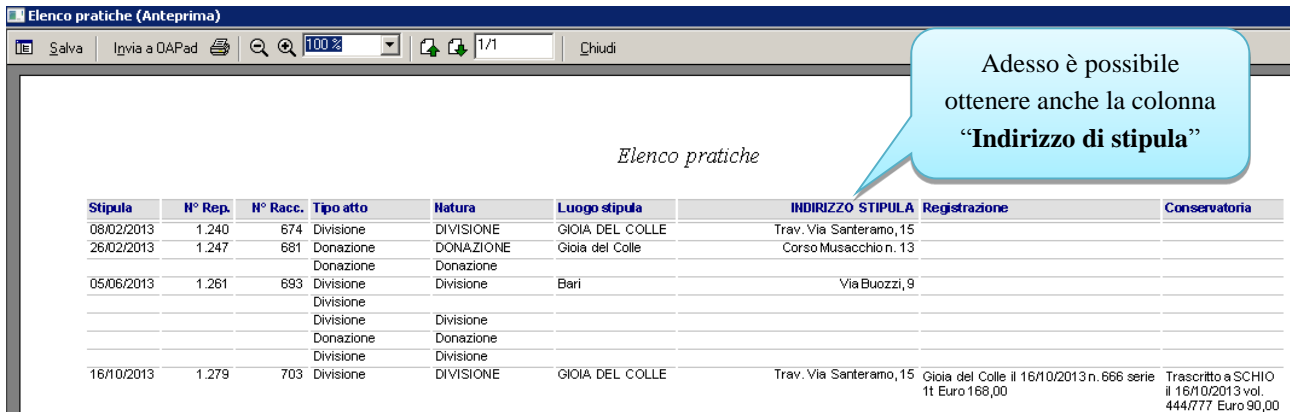 Elenco pratiche (Anteprima)
Salva Invia a OAPad 100 % 1/1 Chiudi
Adesso è possibile
ottenere anche la colonna
“Indirizzo di stipula”
Elenco pratiche
Stipula N° Rep. N° Racc. Tipo atto Natura Luogo stipula INDIRIZZO STIPULA Registrazione Conservatoria
08/02/2013 1.240 674 Divisione DIVISIONE GIOIA DEL COLLE Trav. Via Santeramo, 15
26/02/2013 1.247 681 Donazione DONAZIONE Gioia del Colle Corso Musacchio n. 13
Donazione Donazione
05/06/2013 1.261 693 Divisione Divisione Bari Via Buozzi, 9
Divisione
Divisione Divisione
Donazione Donazione
Divisione Divisione
16/10/2013 1.279 703 Divisione DIVISIONE GIOIA DEL COLLE Trav. Via Santeramo, 15 Gioia del Colle il 16/10/2013 n. 666 serie Trascritto a SCHIO
1t Euro 168,00 il 16/10/2013 vol.
444/777 Euro 90,00